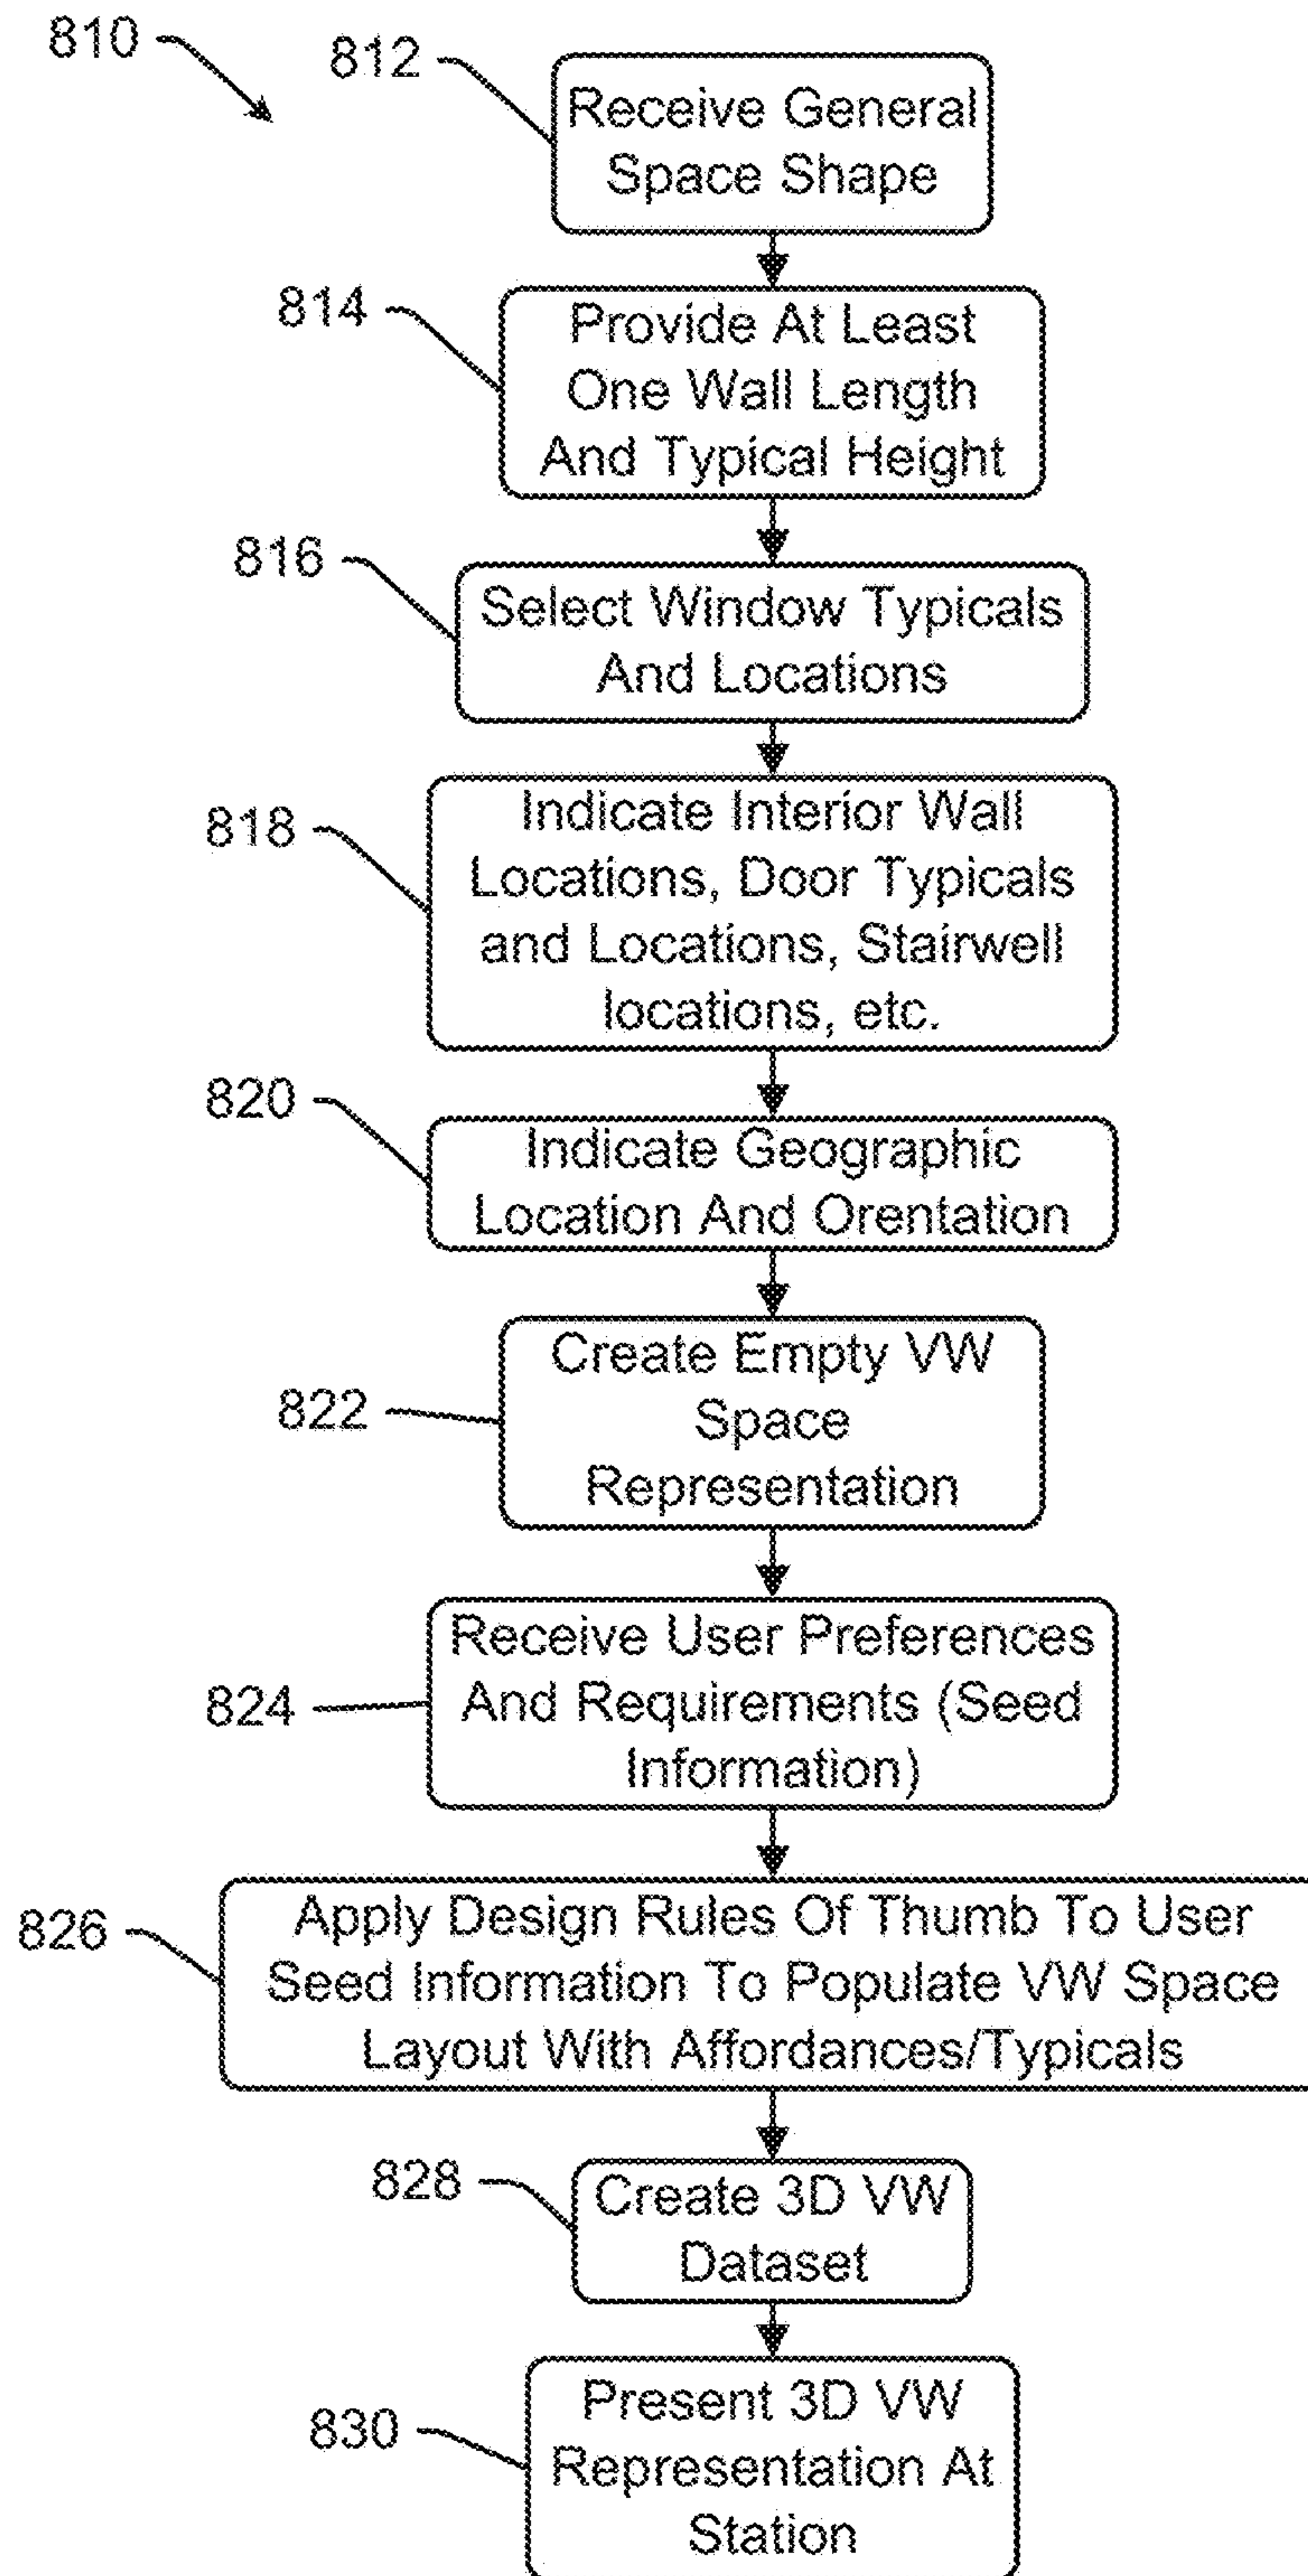 810
812
Receive General
Space Shape
814
Provide At Least
One Wall Length
And Typical Height
816
Select Window Typicals
And Locations
818
Indicate Interior Wall
Locations, Door Typicals
and Locations, Stairwell
locations, etc.
820
Indicate Geographic
Location And Orentation
822
Create Empty VW
Space
Representation
824
Receive User Preferences
And Requirements (Seed
Information)
826
Apply Design Rules Of Thumb To User
Seed Information To Populate VW Space
Layout With Affordances/Typicals
828
Create 3D VW
Dataset
830
Present 3D VW
Representation At
Station